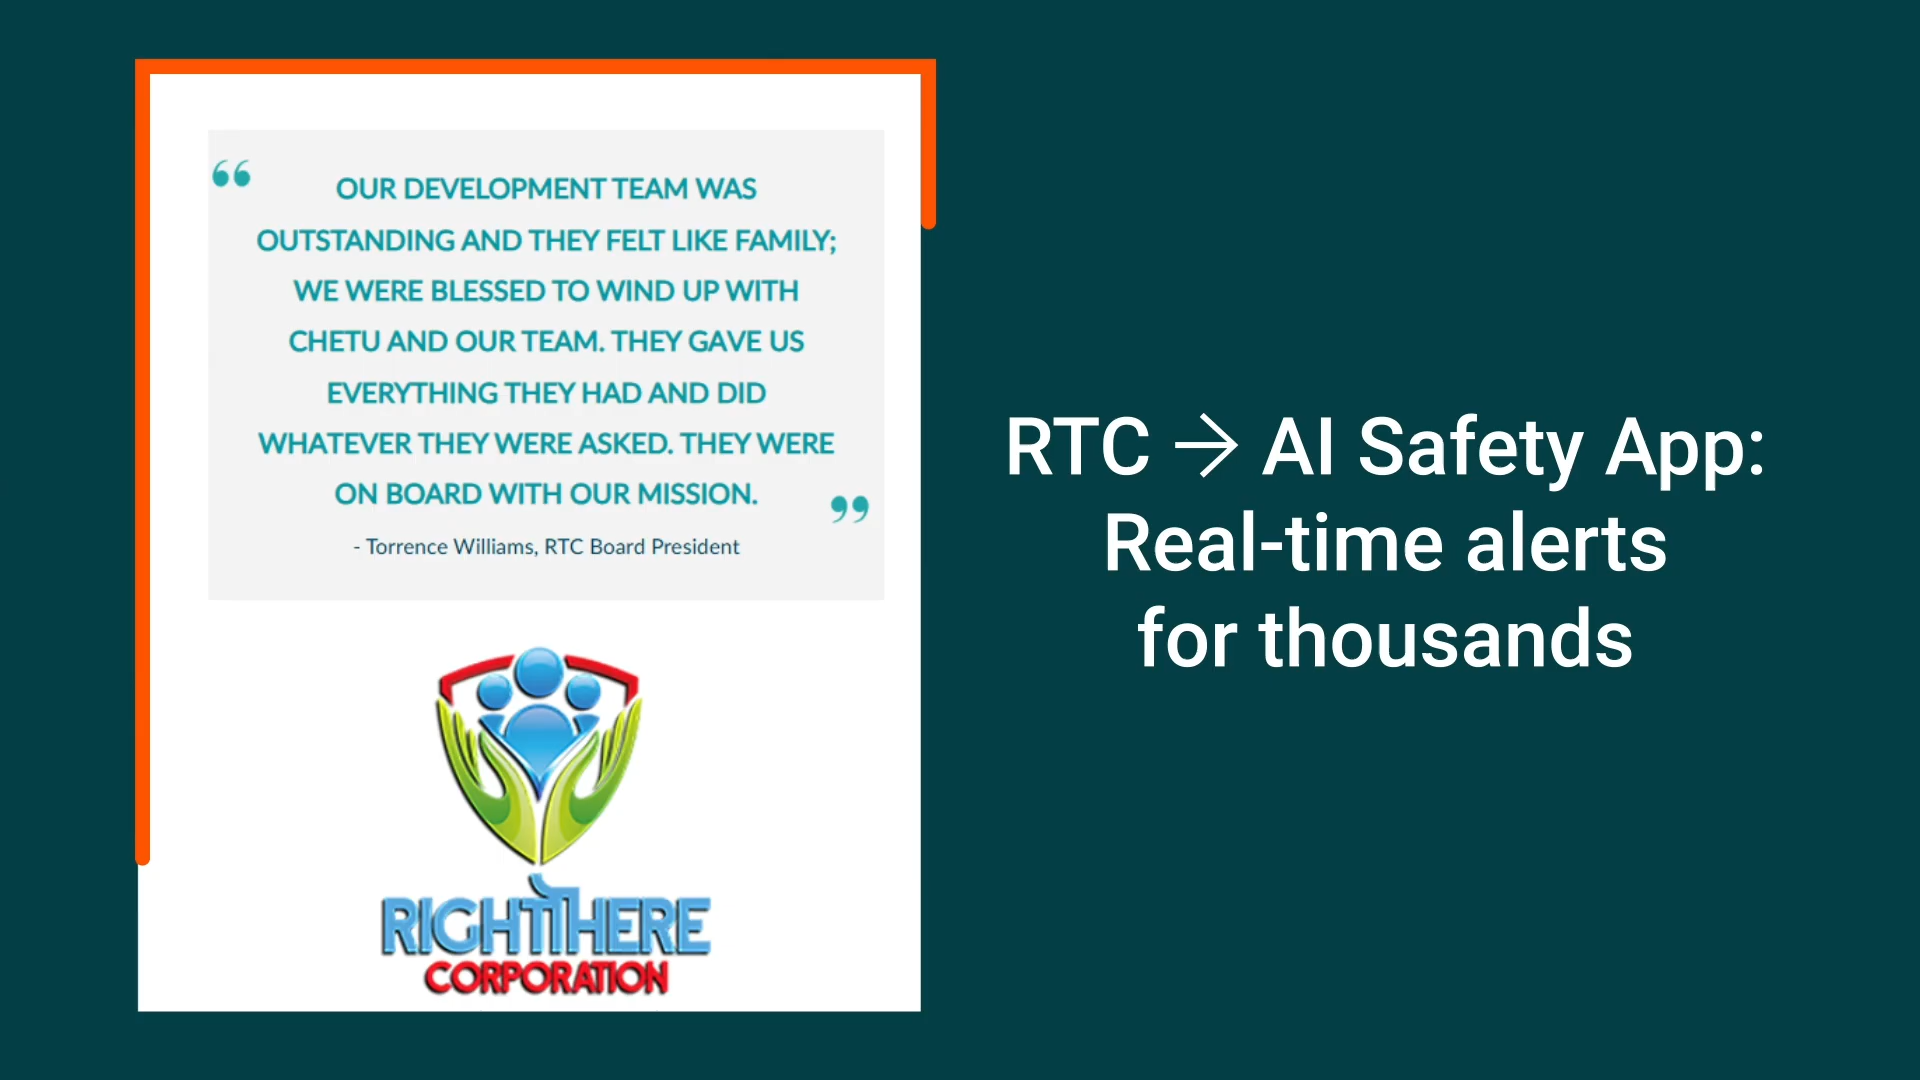 “
OUR DEVELOPMENT TEAM WAS
OUTSTANDING AND THEY FELT LIKE FAMILY;
WE WERE BLESSED TO WIND UP WITH
CHETU AND OUR TEAM. THEY GAVE US
EVERYTHING THEY HAD AND DID
WHATEVER THEY WERE ASKED. THEY WERE
ON BOARD WITH OUR MISSION.
”
- Torrence Williams, RTC Board President
RIGHTTHERE
CORPORATION
RTC → AI Safety App:
Real-time alerts
for thousands